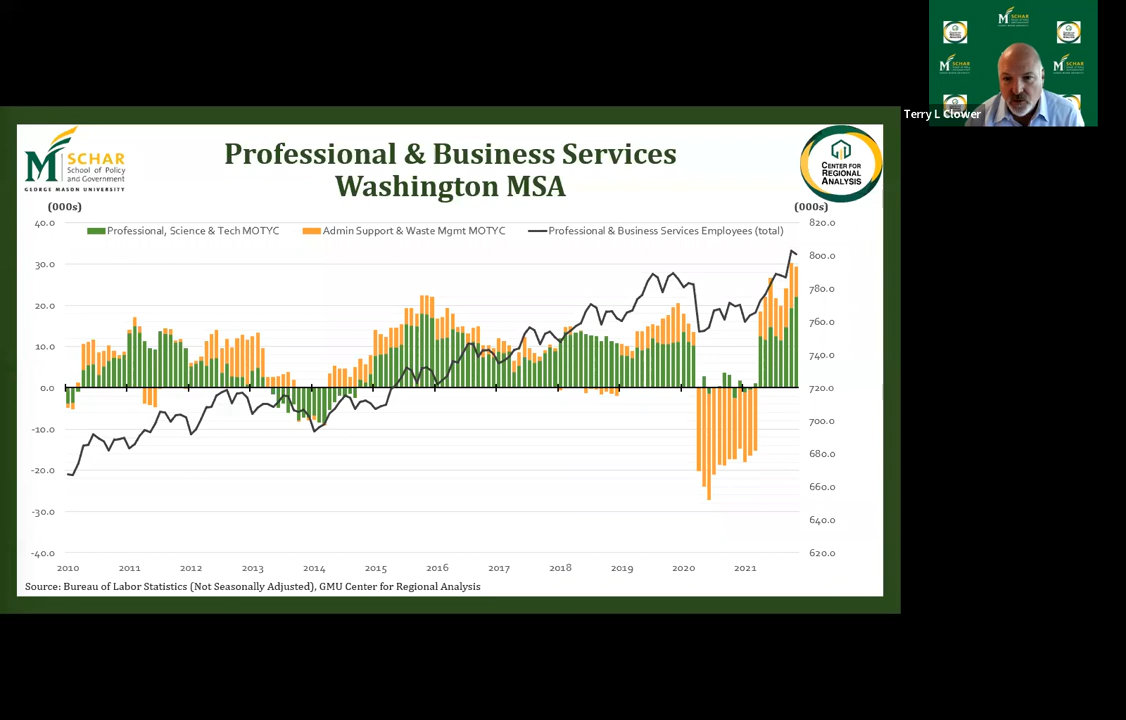 Terry L Clower
M SCHAR
M SCHAR
M SCHAR
M SCHAR
School of Policy
and Government
GEORGE MASON UNIVERSITY
Professional & Business Services
Washington MSA
CENTER FOR
REGIONAL
ANALYSIS
(000s)
(000s)
Professional, Science & Tech MOTYC
Admin Support & Waste Mgmt MOTYC
Professional & Business Services Employees (total)
40.0
30.0
20.0
10.0
0.0
-10.0
-20.0
-30.0
-40.0
820.0
800.0
780.0
760.0
740.0
720.0
700.0
680.0
660.0
640.0
620.0
2010 2011 2012 2013 2014 2015 2016 2017 2018 2019 2020 2021
Source: Bureau of Labor Statistics (Not Seasonally Adjusted), GMU Center for Regional Analysis